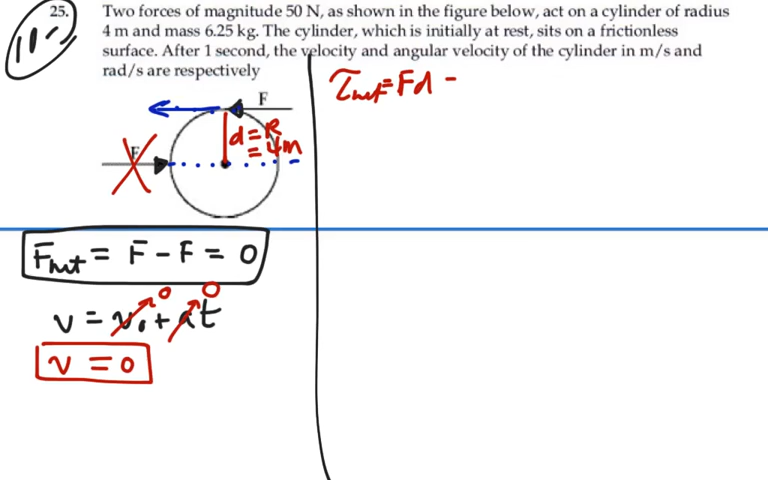 25.
Two forces of magnitude 50 N, as shown in the figure below, act on a cylinder of radius
4 m and mass 6.25 kg. The cylinder, which is initially at rest, sits on a frictionless
surface. After 1 second, the velocity and angular velocity of the cylinder in m/s and
rad/s are respectively
τnet = Fd -
F
d = R
= 4m
F
Fnet = F - F = 0
v = v₀ + at
0
0
v = 0